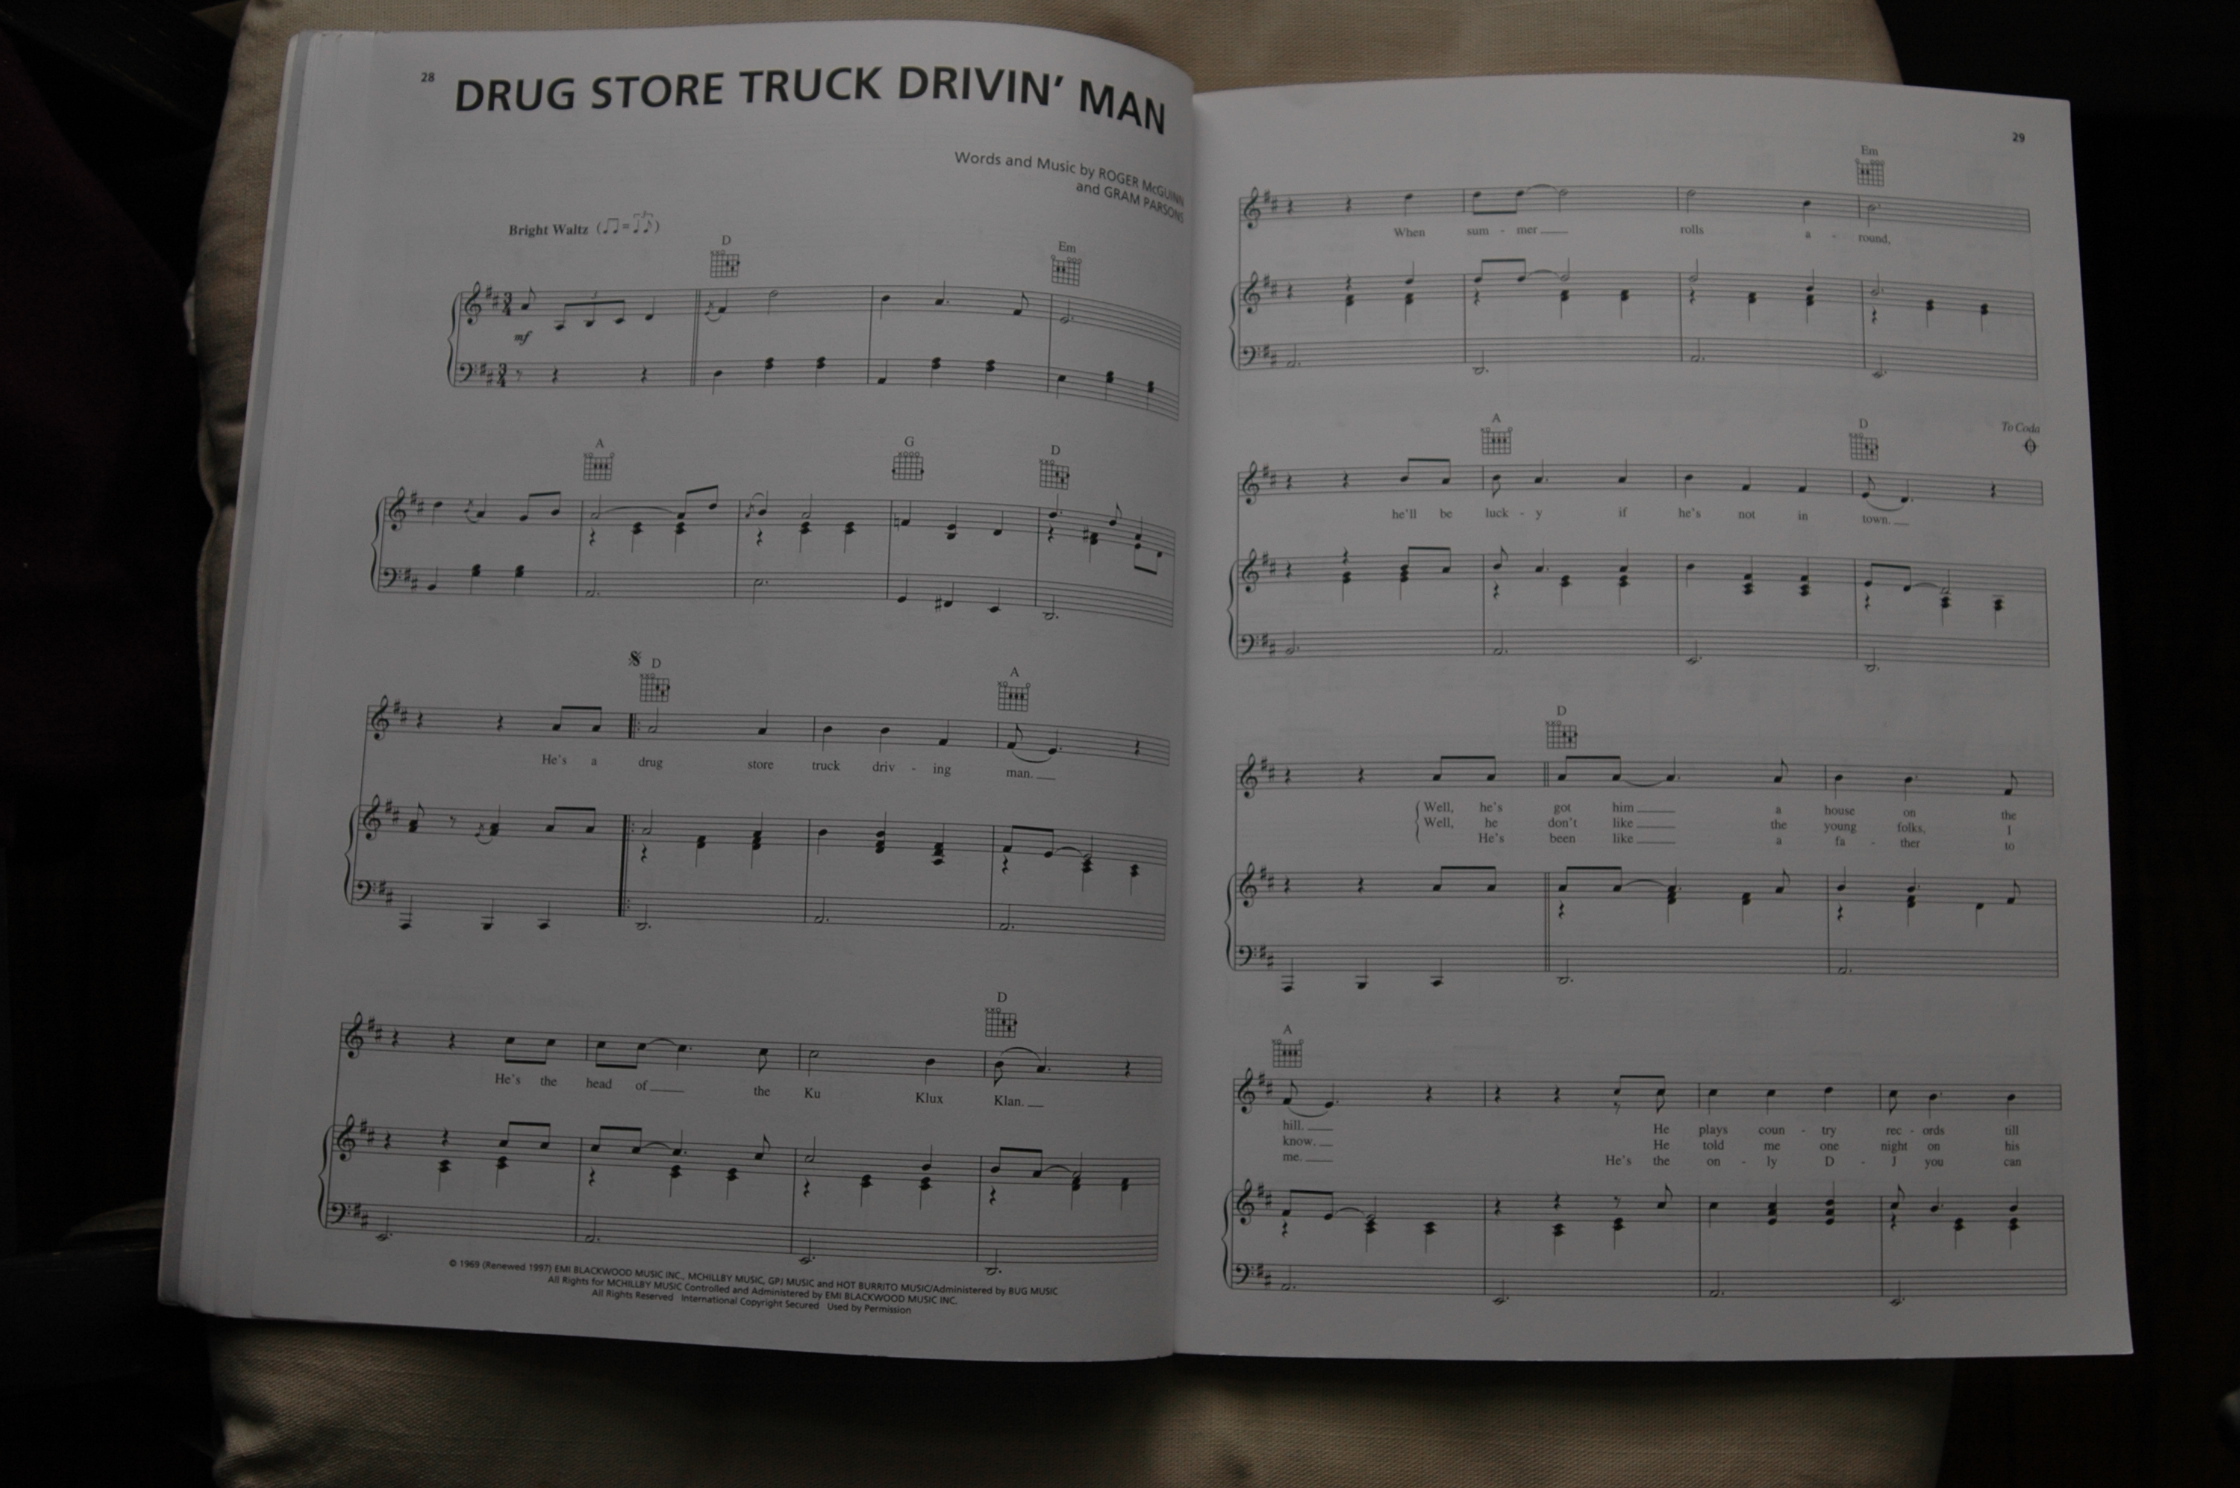 28
DRUG STORE TRUCK DRIVIN' MAN
Words and Music by ROGER McGUINN
and GRAM PARSONS
Bright Waltz
D Em
mf
A G D
D A
He's a drug store truck driv - ing man.
D
He's the head of the Ku Klux Klan.
© 1969 (Renewed 1997) EMI BLACKWOOD MUSIC INC., MCHILLBY MUSIC, GPJ MUSIC and HOT BURRITO MUSIC/Administered by BUG MUSIC
All Rights for MCHILLBY MUSIC Controlled and Administered by EMI BLACKWOOD MUSIC INC.
All Rights Reserved International Copyright Secured Used by Permission
29
Em
When sum - mer rolls a - round,
A D To Coda
he'll be luck - y if he's not in town.
D
Well, he's got him a house on the
Well, he don't like the young folks, I
He's been like a fa - ther to
A
hill. He plays coun - try rec - ords till
know. He told me one night on his
me. He's the on - ly D - J you can